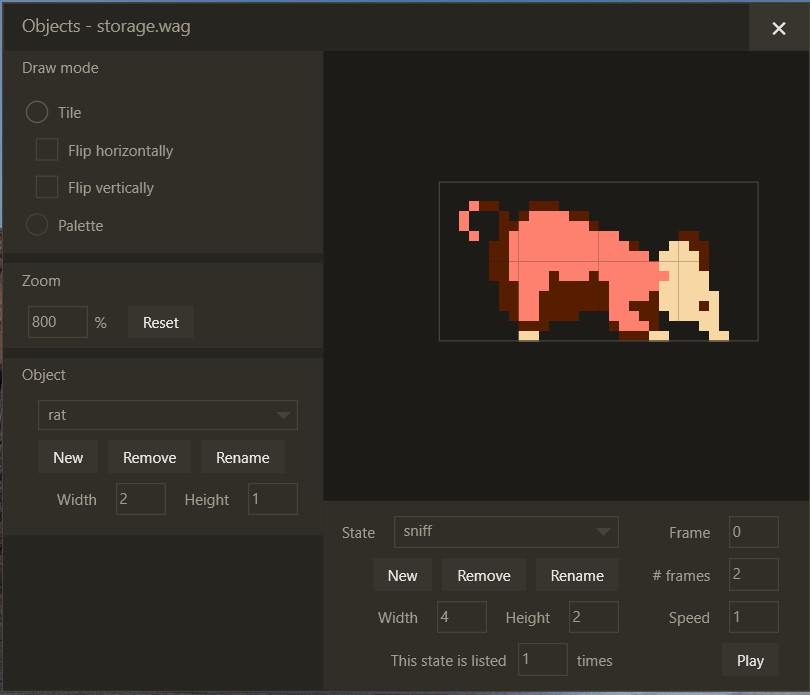 Objects - storage.wag
Draw mode
Tile
Flip horizontally
Flip vertically
Palette
Zoom
800 % Reset
Object
rat
New Remove Rename
Width 2 Height 1
State sniff Frame 0
New Remove Rename # frames 2
Width 4 Height 2 Speed 1
This state is listed 1 times Play